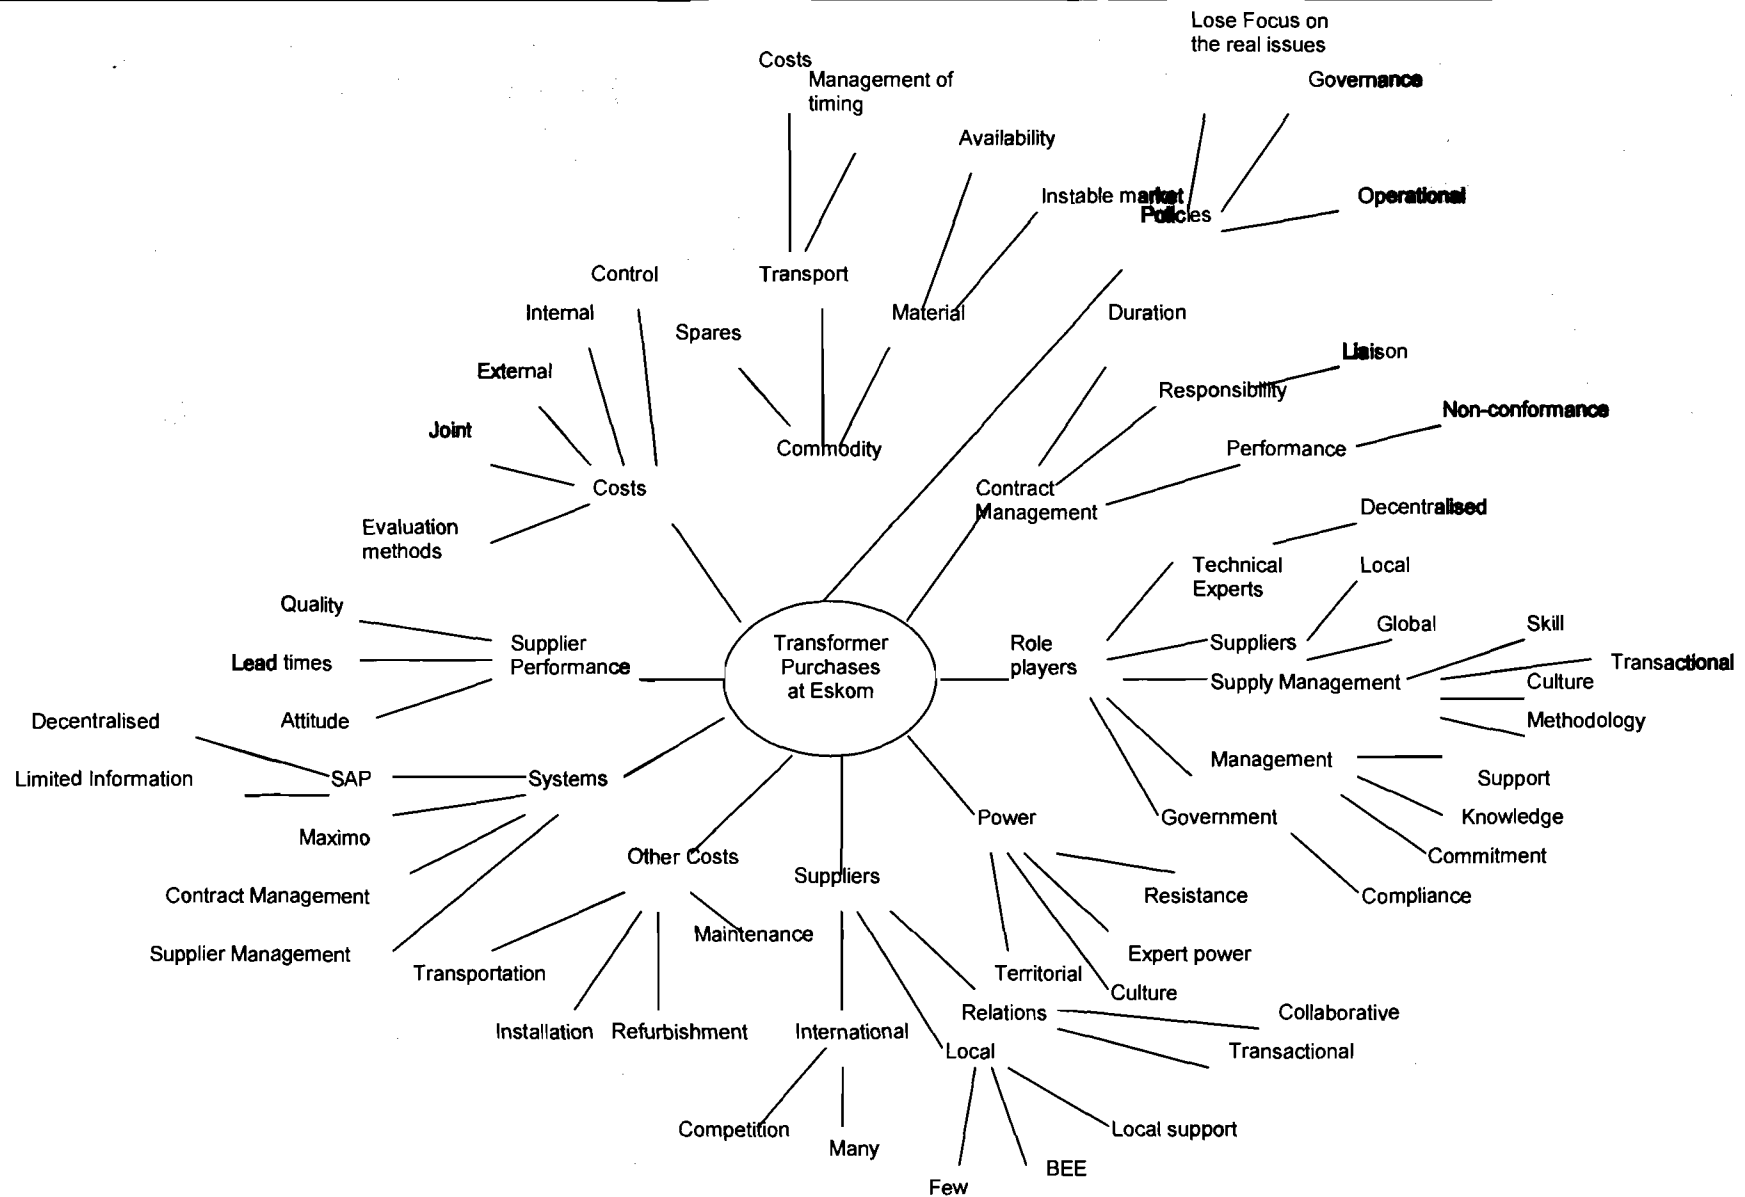 Lose Focus on
the real issues
Costs
Management of
timing
Governance
Availability
Instable market
Policies
Operational
Control
Transport
Internal
Spares
Material
Duration
External
Liaison
Responsibility
Joint
Non-conformance
Commodity
Performance
Costs
Contract
Management
Evaluation
methods
Decentralised
Technical
Experts
Local
Quality
Supplier
Performance
Transformer
Purchases
at Eskom
Role
players
Suppliers
Global
Skill
Lead times
Supply Management
Transactional
Culture
Attitude
Methodology
Decentralised
Limited Information
SAP
Systems
Management
Support
Maximo
Power
Government
Knowledge
Other Costs
Suppliers
Commitment
Contract Management
Resistance
Compliance
Maintenance
Supplier Management
Expert power
Transportation
Territorial
Culture
Relations
Collaborative
Installation
Refurbishment
International
Local
Transactional
Competition
Many
Local support
BEE
Few